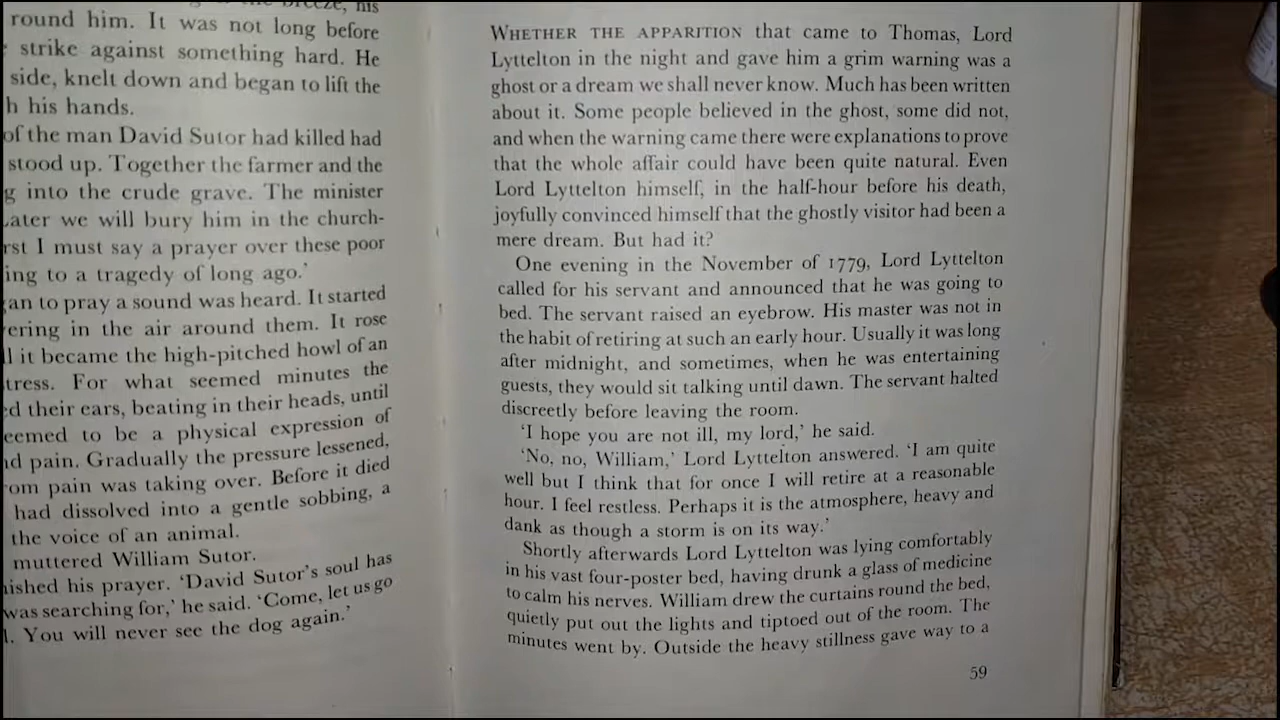 the breeze, his
round him. It was not long before
strike against something hard. He
side, knelt down and began to lift the
h his hands.
of the man David Sutor had killed had
stood up. Together the farmer and the
g into the crude grave. The minister
ater we will bury him in the church-
rst I must say a prayer over these poor
ing to a tragedy of long ago.’
an to pray a sound was heard. It started
ering in the air around them. It rose
ll it became the high-pitched howl of an
tress. For what seemed minutes the
ed their ears, beating in their heads, until
eemed to be a physical expression of
nd pain. Gradually the pressure lessened,
om pain was taking over. Before it died
had dissolved into a gentle sobbing, a
the voice of an animal.
muttered William Sutor.
ished his prayer. ‘David Sutor’s soul has
was searching for,’ he said. ‘Come, let us go
l. You will never see the dog again.’
WHETHER THE APPARITION that came to Thomas, Lord
Lyttelton in the night and gave him a grim warning was a
ghost or a dream we shall never know. Much has been written
about it. Some people believed in the ghost, some did not,
and when the warning came there were explanations to prove
that the whole affair could have been quite natural. Even
Lord Lyttelton himself, in the half-hour before his death,
joyfully convinced himself that the ghostly visitor had been a
mere dream. But had it?
One evening in the November of 1779, Lord Lyttelton
called for his servant and announced that he was going to
bed. The servant raised an eyebrow. His master was not in
the habit of retiring at such an early hour. Usually it was long
after midnight, and sometimes, when he was entertaining
guests, they would sit talking until dawn. The servant halted
discreetly before leaving the room.
‘I hope you are not ill, my lord,’ he said.
‘No, no, William,’ Lord Lyttelton answered. ‘I am quite
well but I think that for once I will retire at a reasonable
hour. I feel restless. Perhaps it is the atmosphere, heavy and
dank as though a storm is on its way.’
Shortly afterwards Lord Lyttelton was lying comfortably
in his vast four-poster bed, having drunk a glass of medicine
to calm his nerves. William drew the curtains round the bed,
quietly put out the lights and tiptoed out of the room. The
minutes went by. Outside the heavy stillness gave way to a
59